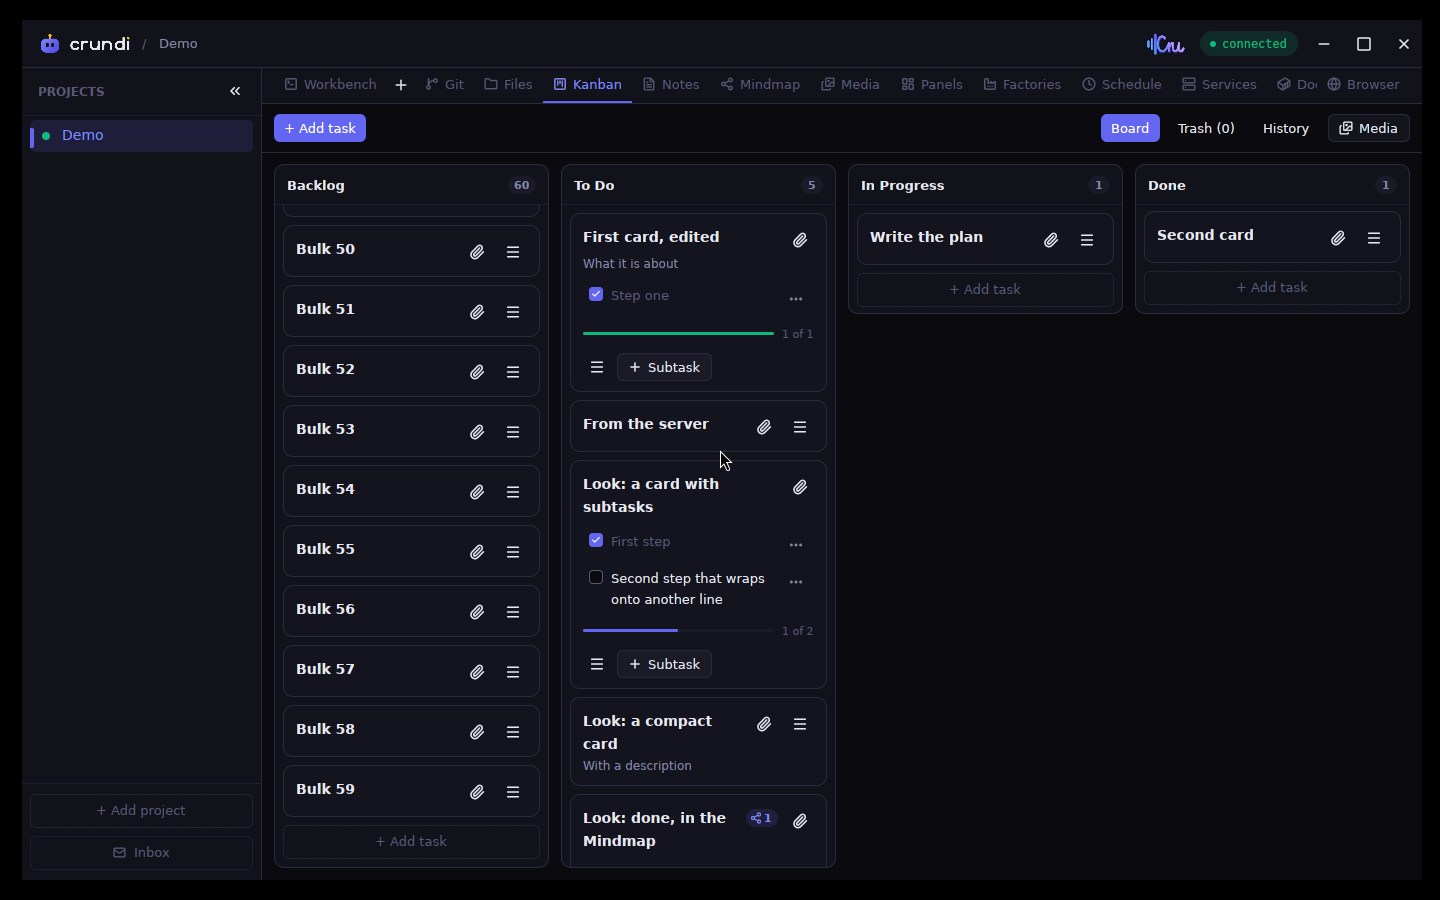 crundi / Demo
Cru
connected
PROJECTS
Workbench
Git
Files
Kanban
Notes
Mindmap
Media
Panels
Factories
Schedule
Services
Browser
Demo
+ Add task
Board
Trash (0)
History
Media
Backlog 60
Bulk 50
Bulk 51
Bulk 52
Bulk 53
Bulk 54
Bulk 55
Bulk 56
Bulk 57
Bulk 58
Bulk 59
+ Add task
To Do 5
First card, edited
What it is about
Step one
1 of 1
+ Subtask
From the server
Look: a card with
subtasks
First step
Second step that wraps
onto another line
1 of 2
+ Subtask
Look: a compact
card
With a description
Look: done, in the
1
Mindmap
In Progress 1
Write the plan
+ Add task
Done 1
Second card
+ Add task
+ Add project
Inbox